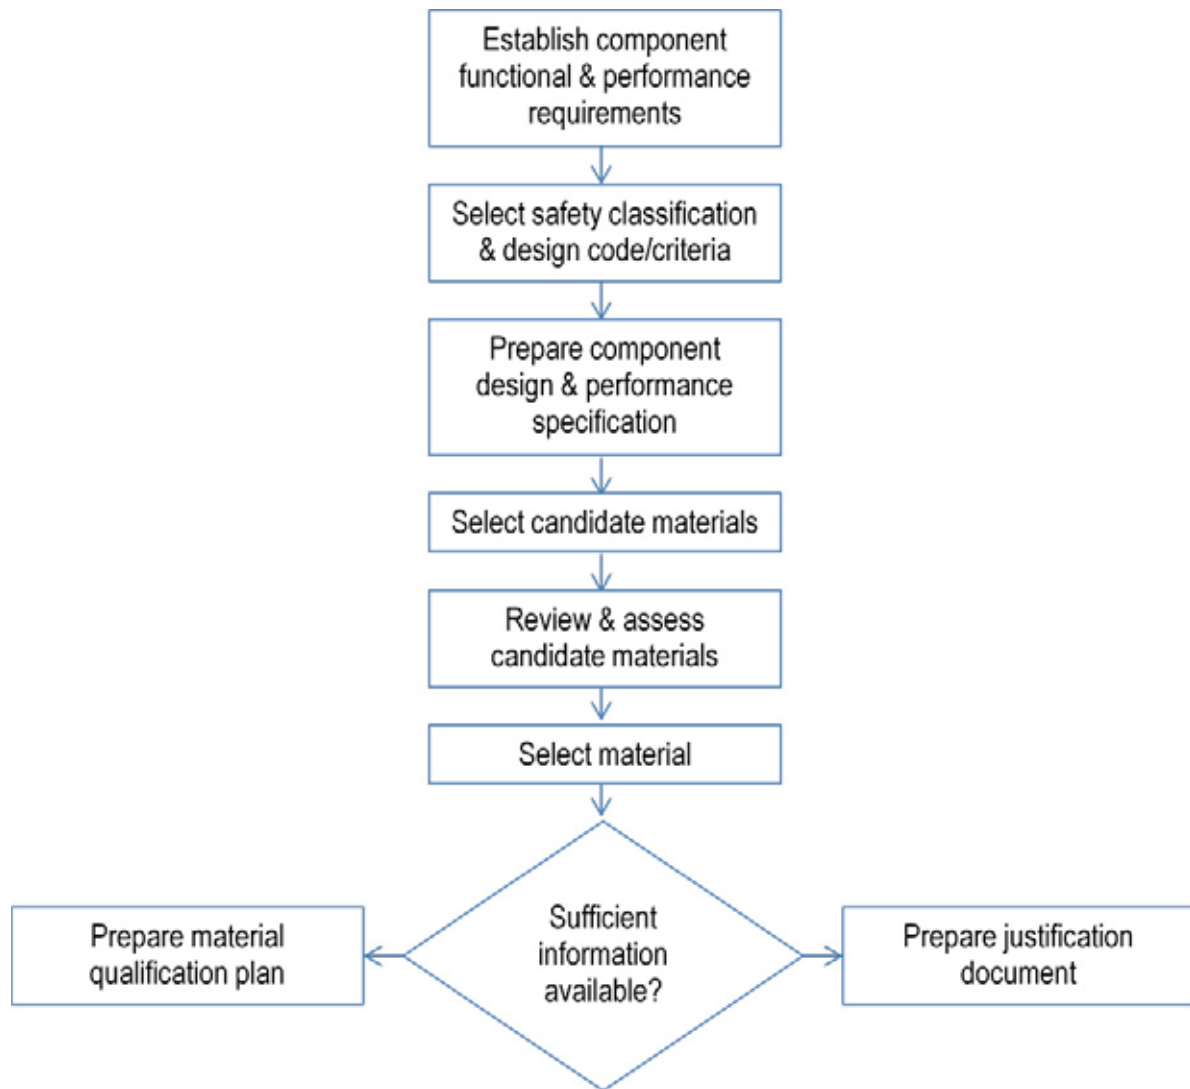 Establish component
functional & performance
requirements
Select safety classification
& design code/criteria
Prepare component
design & performance
specification
Select candidate materials
Review & assess
candidate materials
Select material
Sufficient
information
available?
Prepare material
qualification plan
Prepare justification
document